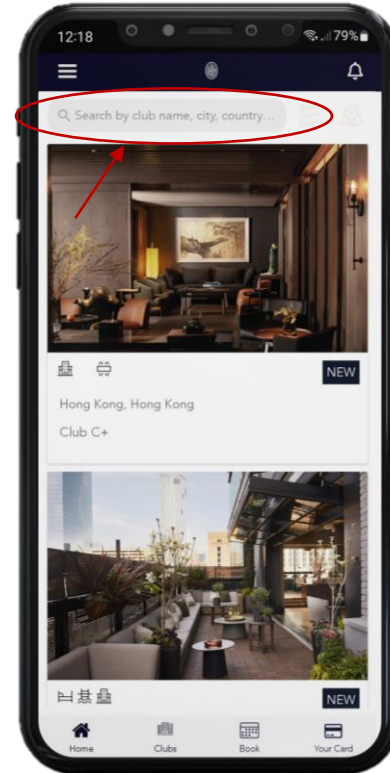 12:18 79%
Search by club name, city, country...
NEW
Hong Kong, Hong Kong
Club C+
NEW
Home Clubs Book Your Card